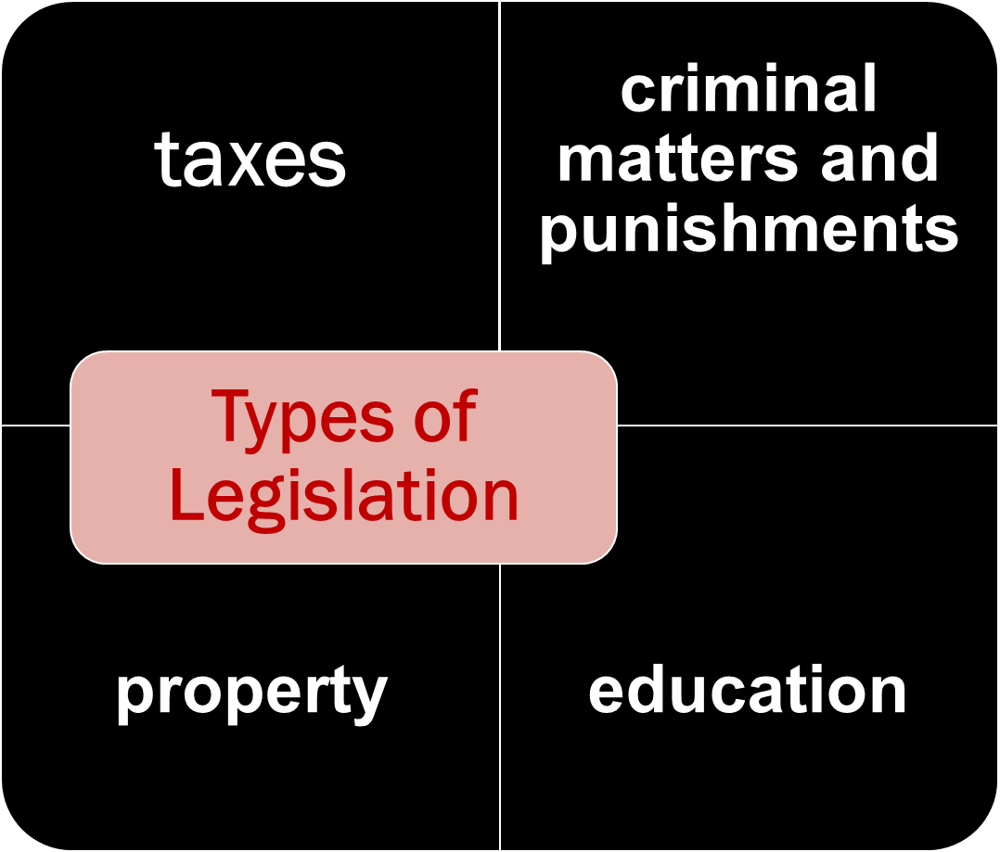 taxes
criminal
matters and
punishments
Types of
Legislation
property
education